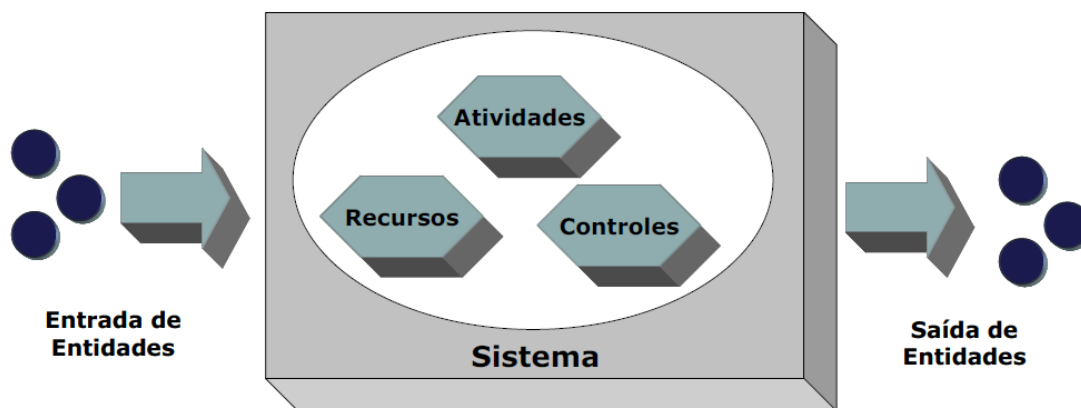 Atividades
Recursos
Controles
Entrada de
Entidades
Sistema
Saída de
Entidades